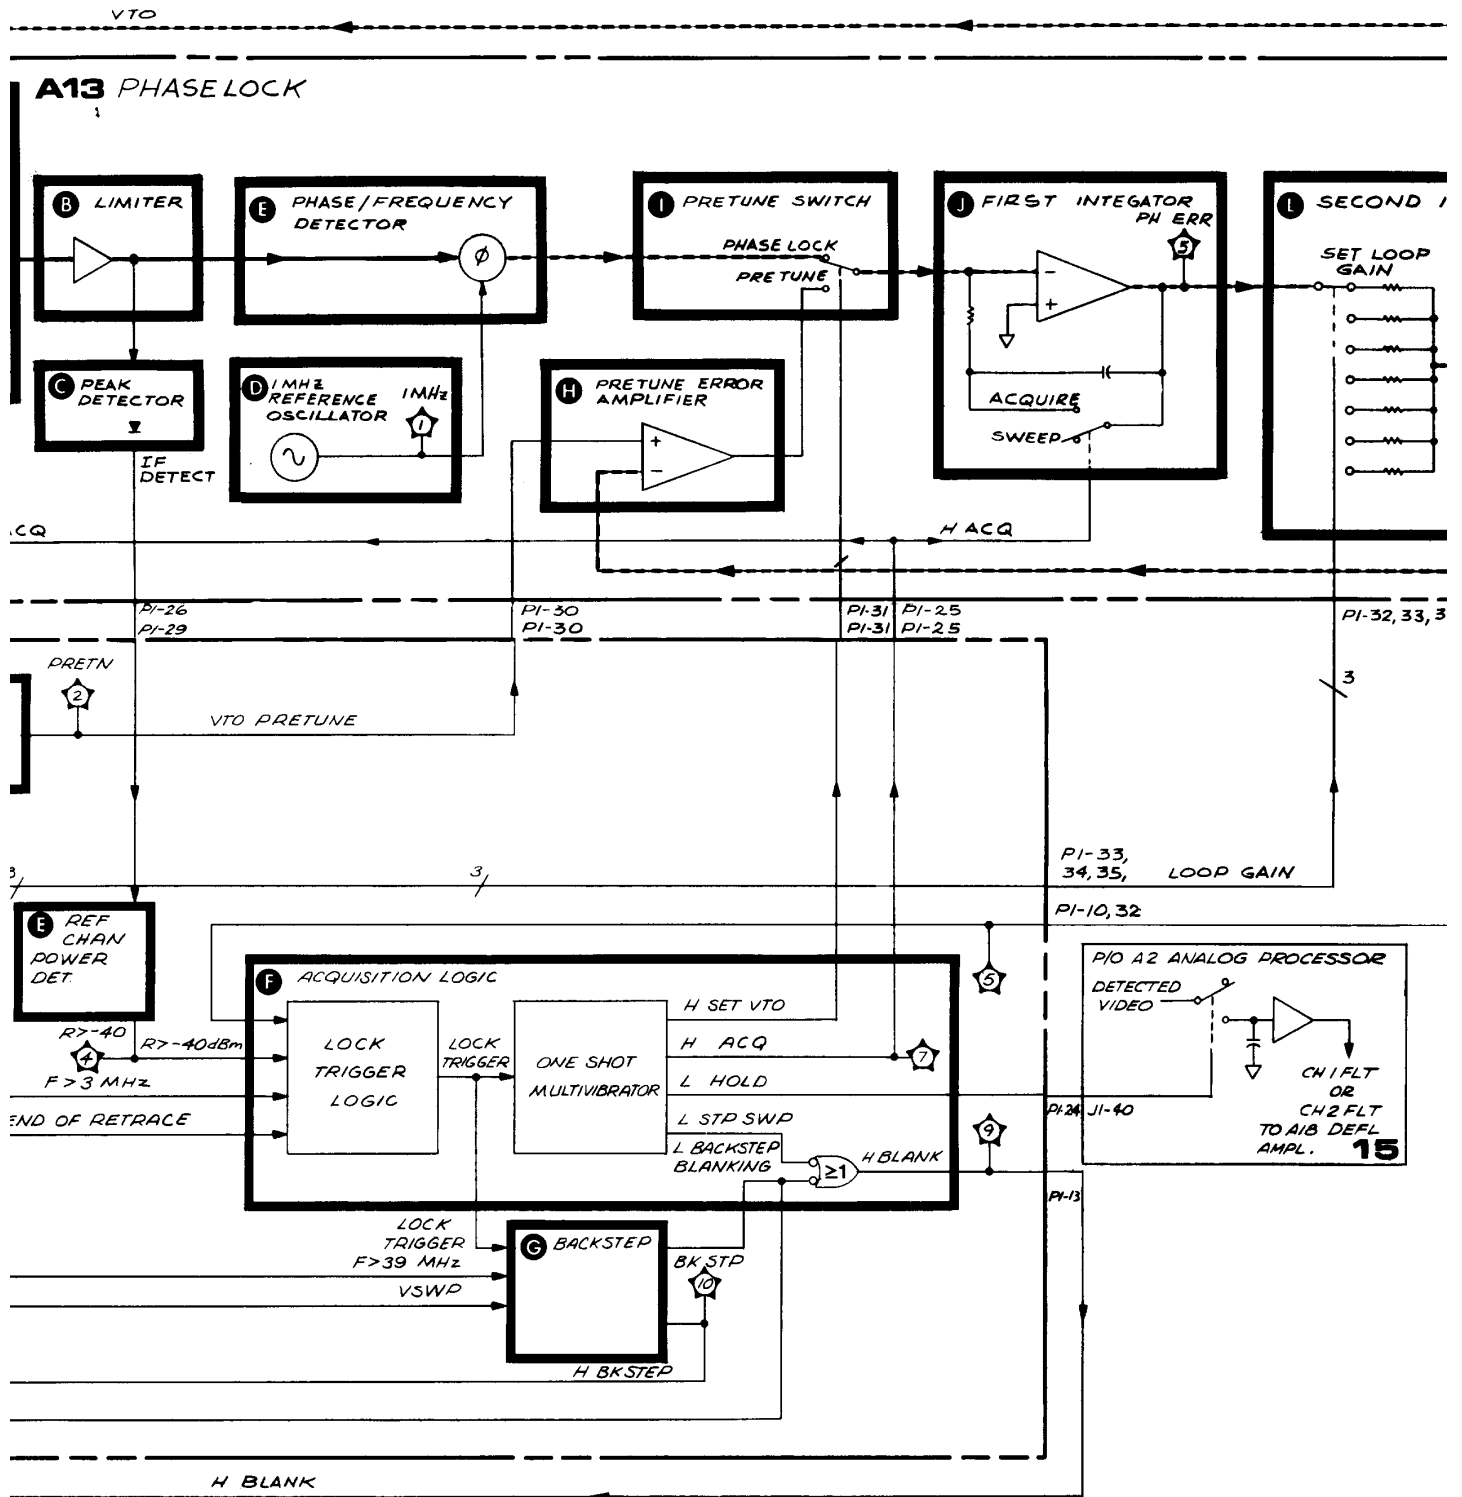 VTO
A13 PHASE LOCK
B LIMITER
E PHASE/FREQUENCY
DETECTOR
ϕ
I PRETUNE SWITCH
PHASE LOCK
PRETUNE
J FIRST INTEGATOR
PH ERR
5
-
+
ACQUIRE
SWEEP
L SECOND
SET LOOP
GAIN
C PEAK
DETECTOR
IF
DETECT
D 1 MHZ
REFERENCE
OSCILLATOR
1MHz
1
H PRETUNE ERROR
AMPLIFIER
+
-
ACQ
H ACQ
P1-26
P1-29
P1-30
P1-30
P1-31
P1-31
P1-25
P1-25
P1-32, 33, 3
3
PRETN
2
VTO PRETUNE
3
P1-33,
34, 35,
LOOP GAIN
P1-10, 32
E REF
CHAN
POWER
DET.
R>-40
4
R>-40dBm
F>3 MHz
END OF RETRACE
F ACQUISITION LOGIC
LOCK
TRIGGER
LOGIC
LOCK
TRIGGER
ONE SHOT
MULTIVIBRATOR
H SET VTO
H ACQ
L HOLD
L STP SWP
L BACKSTEP
BLANKING
≥1
H BLANK
5
7
9
P/O A2 ANALOG PROCESSOR
DETECTED
VIDEO
CH 1 FLT
OR
CH 2 FLT
TO A18 DEFL
AMPL. 15
P1-24
J1-40
P1-13
LOCK
TRIGGER
F>39 MHz
VSWP
G BACKSTEP
BK STP
10
H BKSTEP
H BLANK